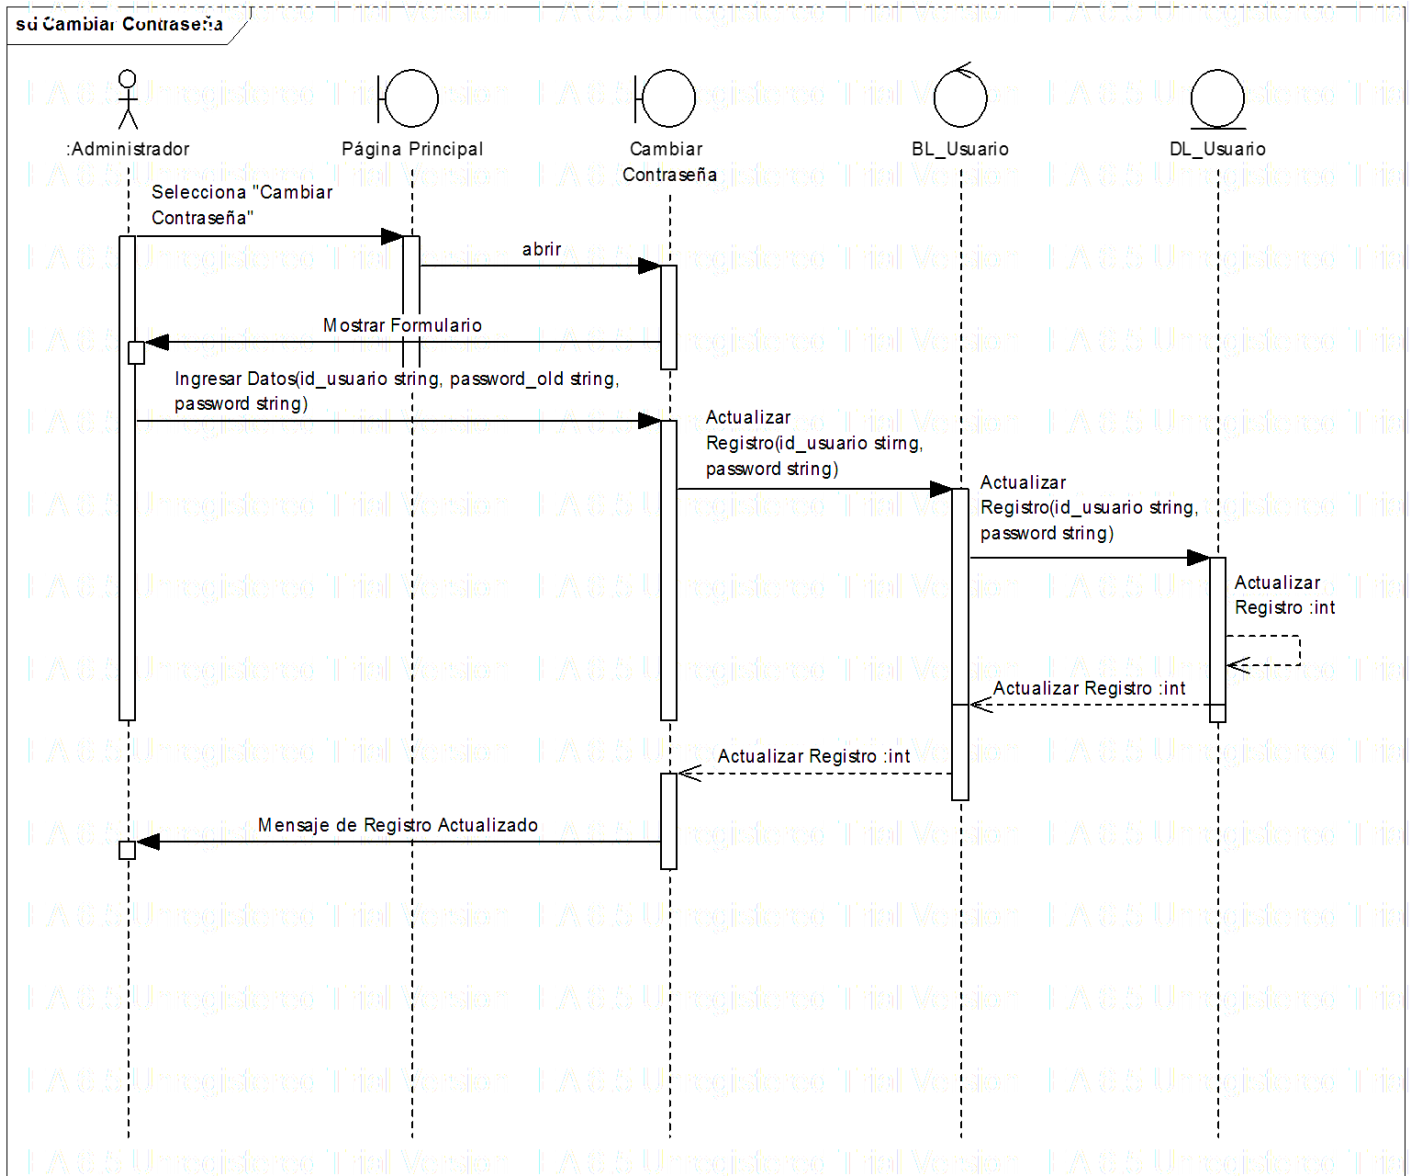 sd Cambiar Contraseña
:Administrador
Página Principal
Cambiar
Contraseña
BL_Usuario
DL_Usuario
Selecciona "Cambiar
Contraseña"
abrir
Mostrar Formulario
Ingresar Datos(id_usuario string, password_old string,
password string)
Actualizar
Registro(id_usuario stirng,
password string)
Actualizar
Registro(id_usuario string,
password string)
Actualizar
Registro :int
Actualizar Registro :int
Actualizar Registro :int
Mensaje de Registro Actualizado